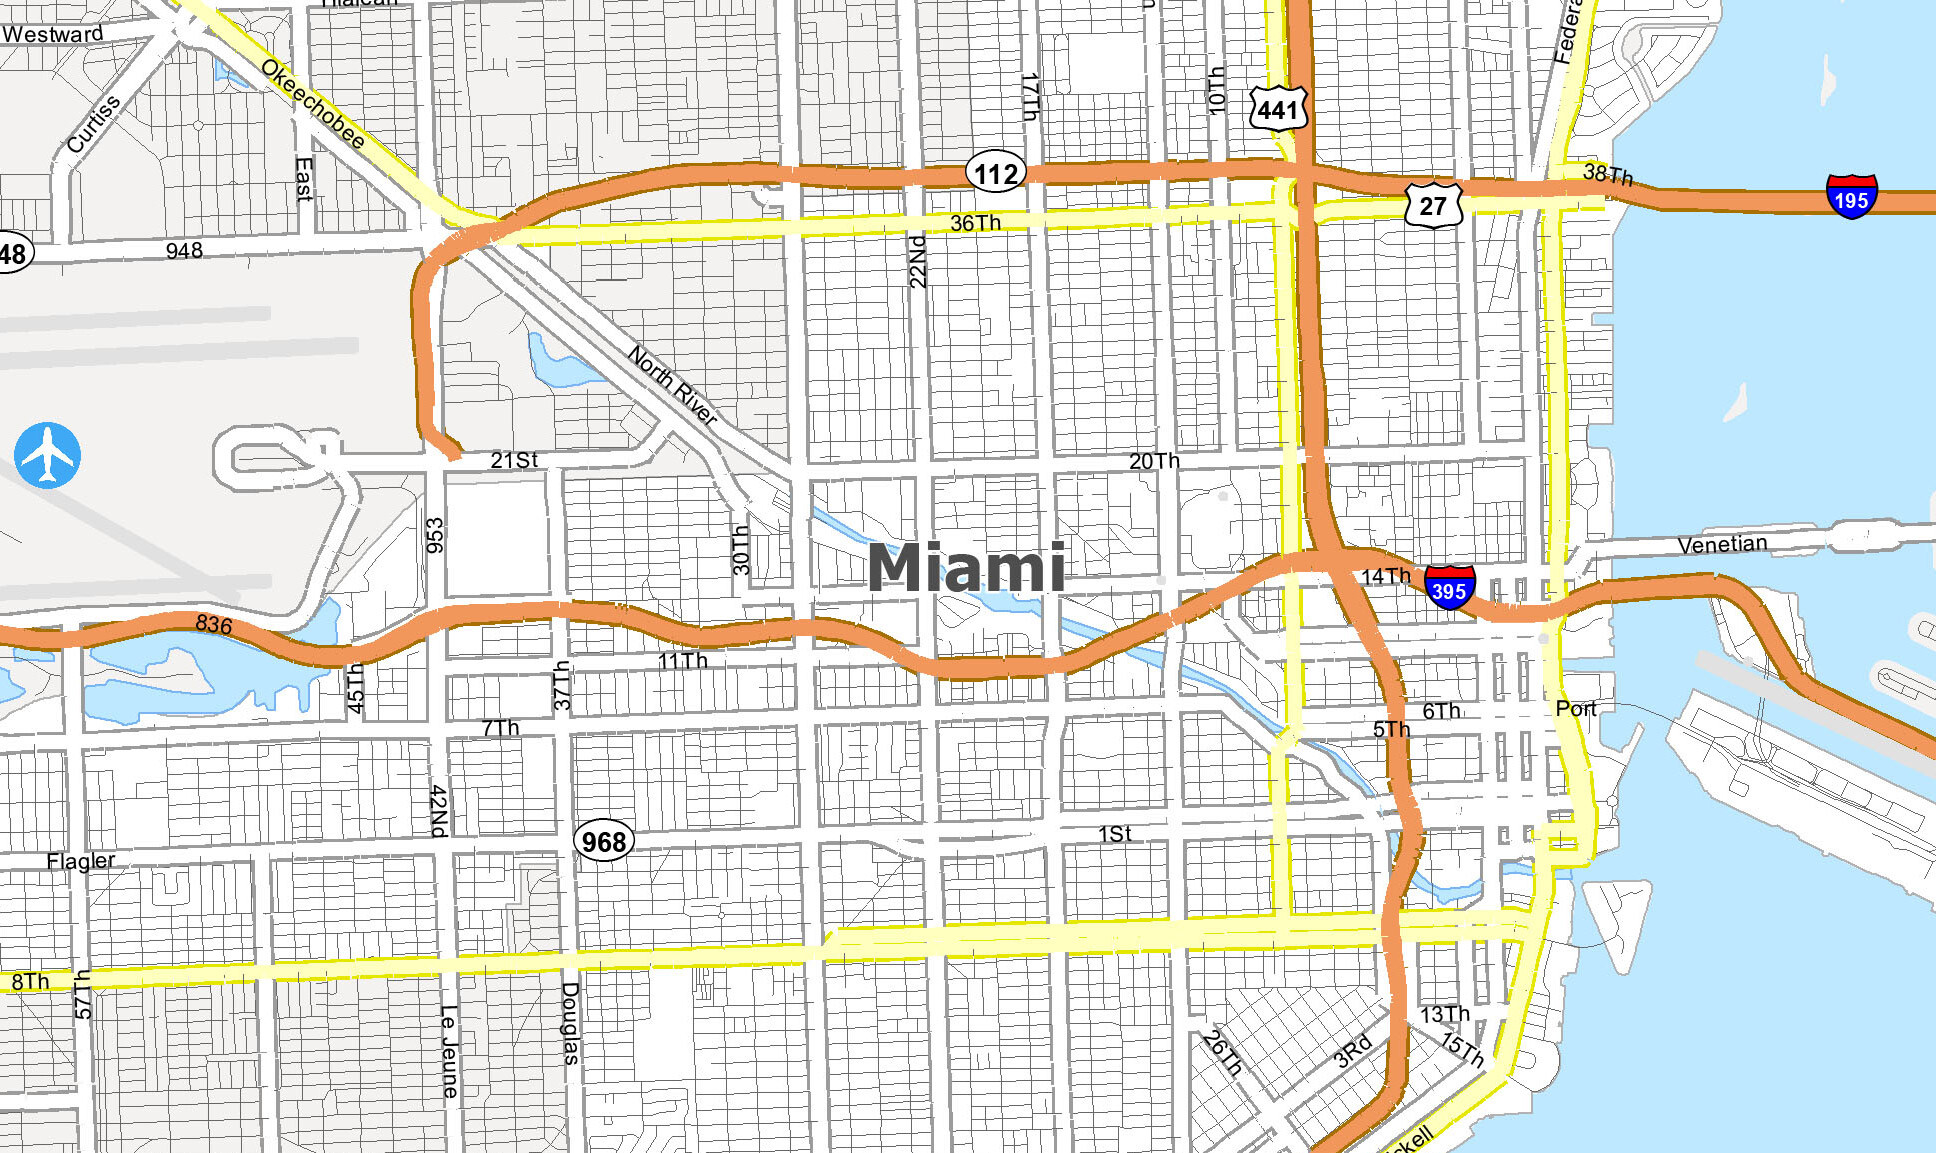 Westward
Hialeah
Federa
Okeechobee
Curtiss
East
17Th
10Th
441
112
38Th
195
27
48
948
36Th
22Nd
North River
21St
20Th
953
30Th
Miami
Venetian
14Th
395
836
11Th
45Th
37Th
7Th
6Th
Port
5Th
42Nd
968
1St
Flagler
8Th
57Th
Le Jeune
Douglas
13Th
26Th
3Rd
15Th
ckell